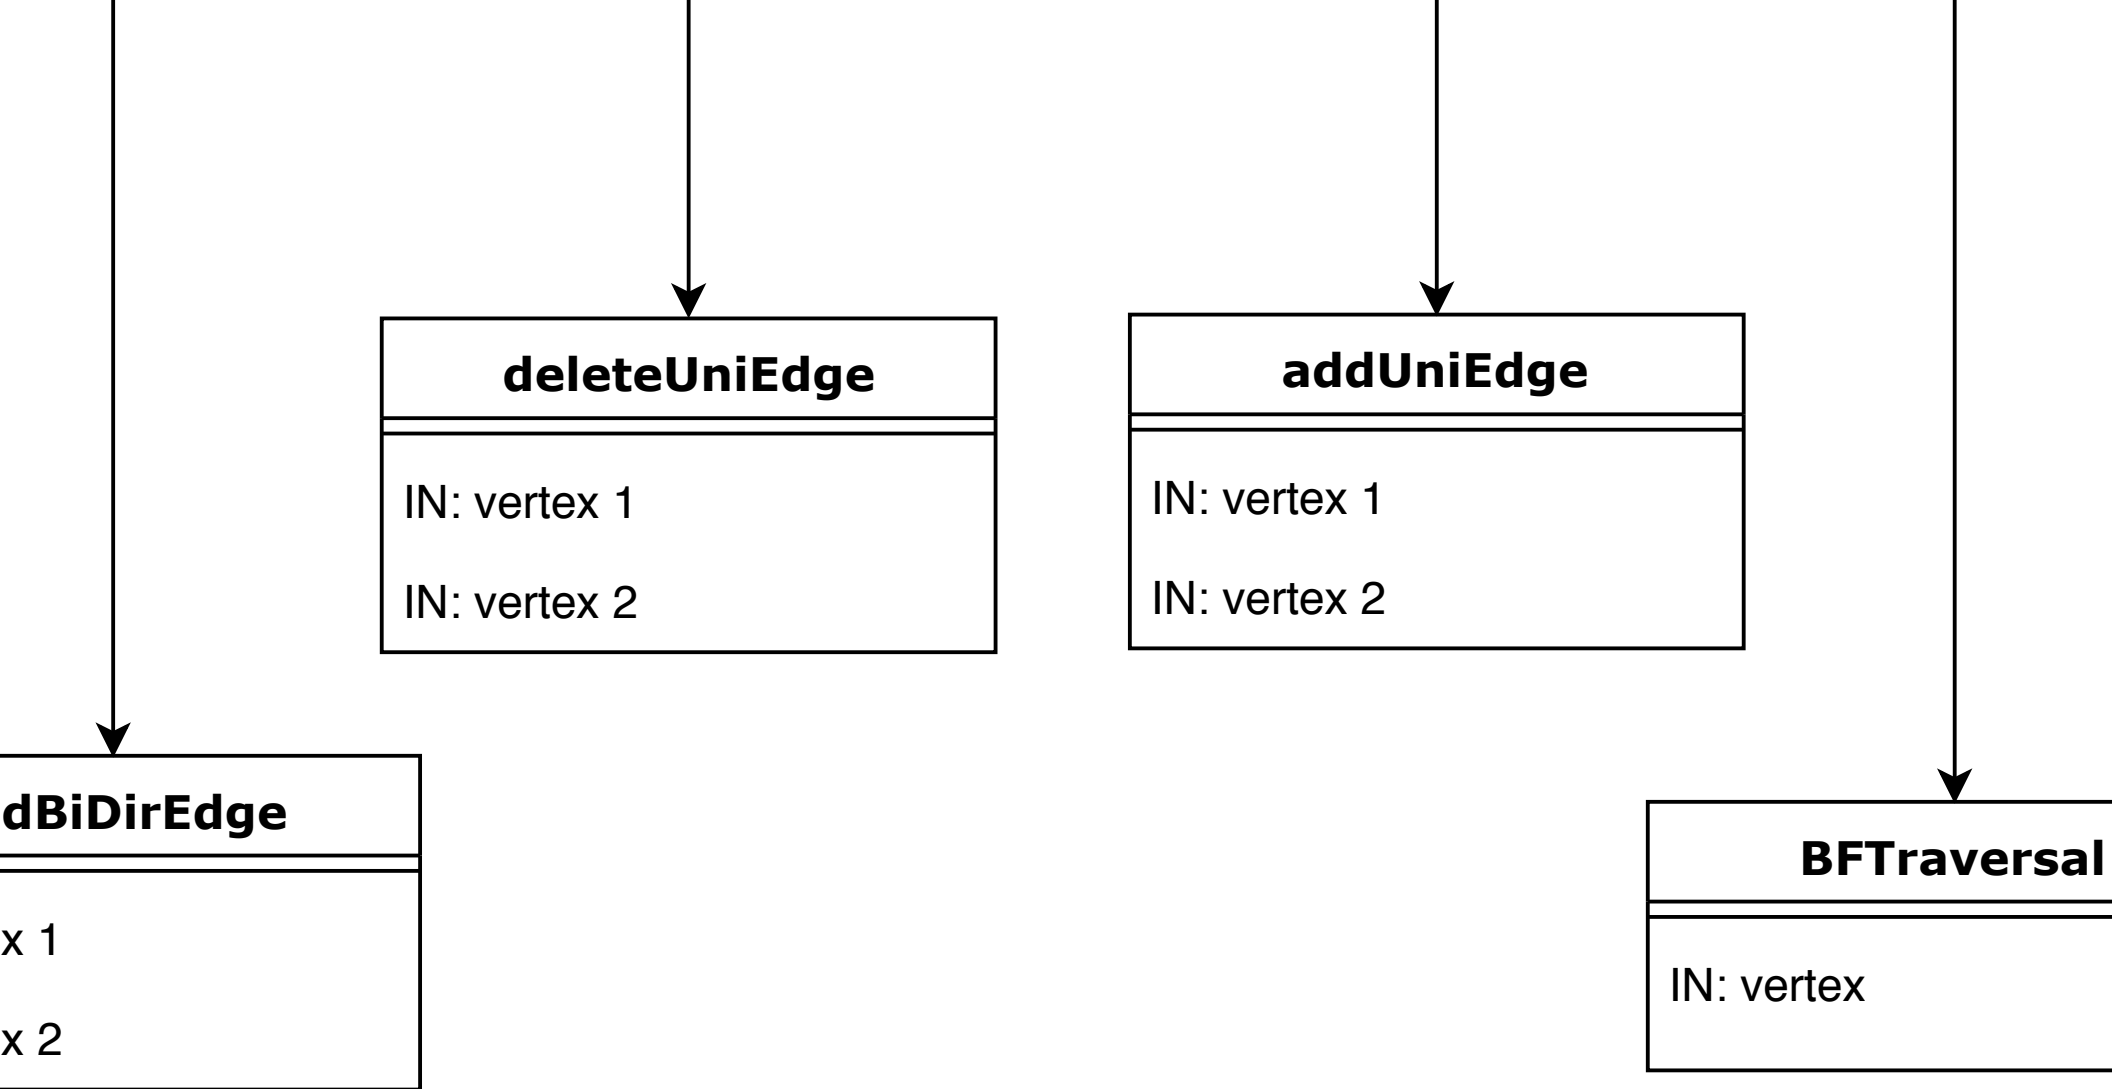 deleteUniEdge
IN: vertex 1
IN: vertex 2
addUniEdge
IN: vertex 1
IN: vertex 2
dBiDirEdge
x 1
x 2
BFTraversal
IN: vertex